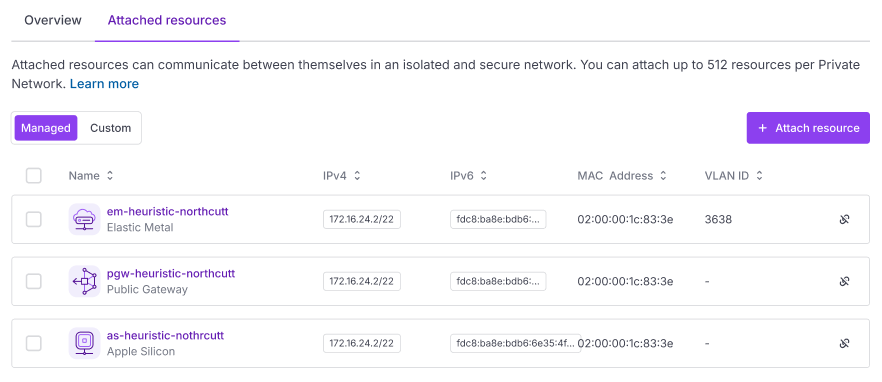 Overview Attached resources
Attached resources can communicate between themselves in an isolated and secure network. You can attach up to 512 resources per Private
Network. Learn more
Managed Custom + Attach resource
Name IPv4 IPv6 MAC Address VLAN ID
em-heuristic-northcutt
Elastic Metal
172.16.24.2/22 fdc8:ba8e:bdb6:... 02:00:00:1c:83:3e 3638
pgw-heuristic-northcutt
Public Gateway
172.16.24.2/22 fdc8:ba8e:bdb6:... 02:00:00:1c:83:3e -
as-heuristic-nothrcutt
Apple Silicon
172.16.24.2/22 fdc8:ba8e:bdb6:6e35:4f... 02:00:00:1c:83:3e -